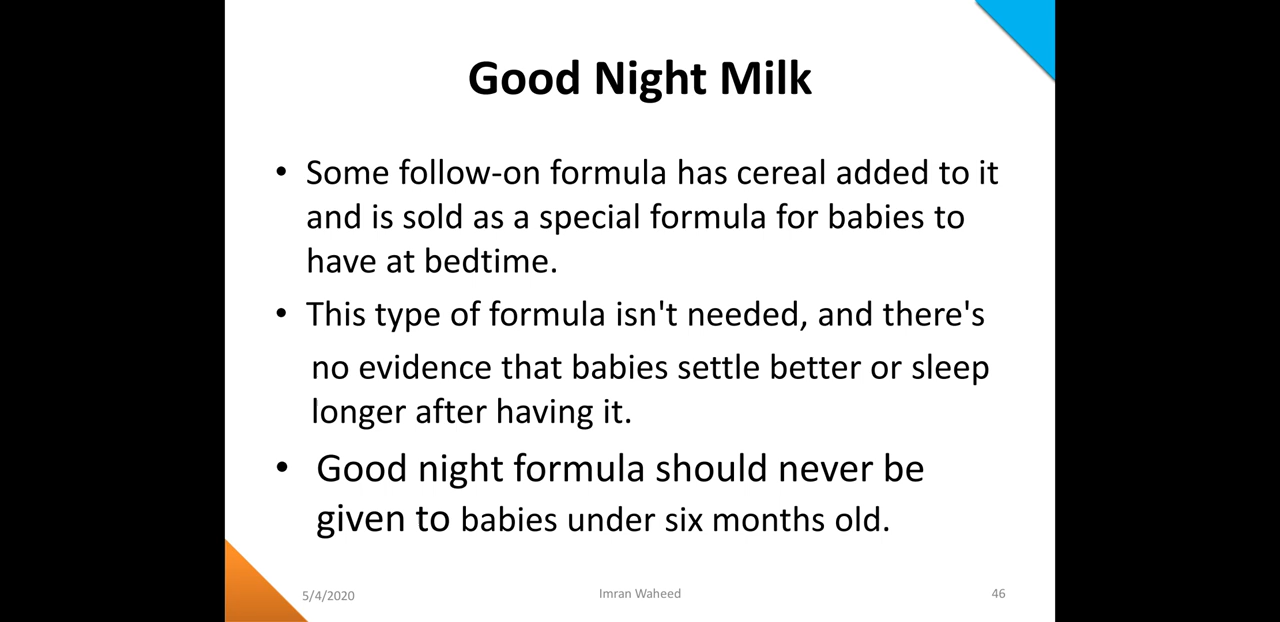 Good Night Milk
• Some follow-on formula has cereal added to it
and is sold as a special formula for babies to
have at bedtime.
• This type of formula isn't needed, and there's
no evidence that babies settle better or sleep
longer after having it.
• Good night formula should never be
given to babies under six months old.
5/4/2020 Imran Waheed 46